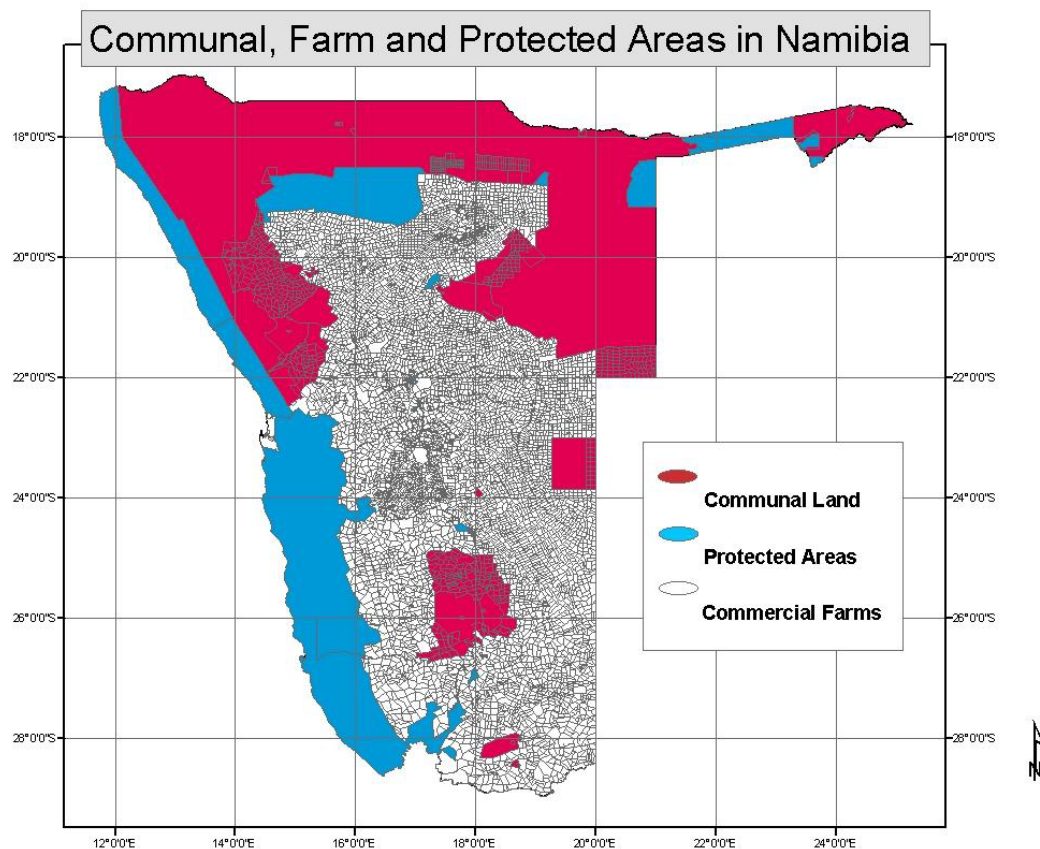 Communal, Farm and Protected Areas in Namibia
18°0'0"S
18°0'0"S
20°0'0"S
20°0'0"S
22°0'0"S
22°0'0"S
Communal Land
24°0'0"S
24°0'0"S
Protected Areas
Commercial Farms
26°0'0"S
26°0'0"S
28°0'0"S
28°0'0"S
N
12°0'0"E
14°0'0"E
16°0'0"E
18°0'0"E
20°0'0"E
22°0'0"E
24°0'0"E